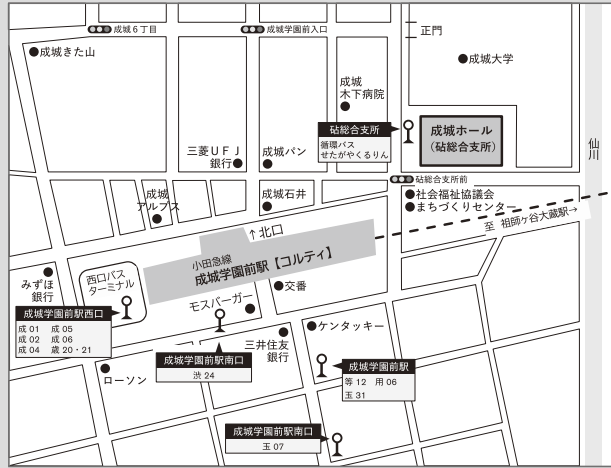 成城6丁目
成城学園前入口
正門
成城きた山
成城大学
成城
木下病院
砧総合支所
循環バス
せたがやくるりん
成城ホール
(砧総合支所)
仙川
三菱UFJ
銀行
成城パン
砧総合支所前
成城
アルプス
成城石井
社会福祉協議会
まちづくりセンター
至 祖師ヶ谷大蔵駅→
↑北口
小田急線
成城学園前駅【コルティ】
西口バス
ターミナル
みずほ
銀行
モスバーガー
交番
成城学園前駅西口
成01 成05
成02 成06
成04 歳20・21
ケンタッキー
三井住友
銀行
成城学園前駅南口
渋24
ローソン
成城学園前駅
等12 用06
玉31
成城学園前駅南口
玉07